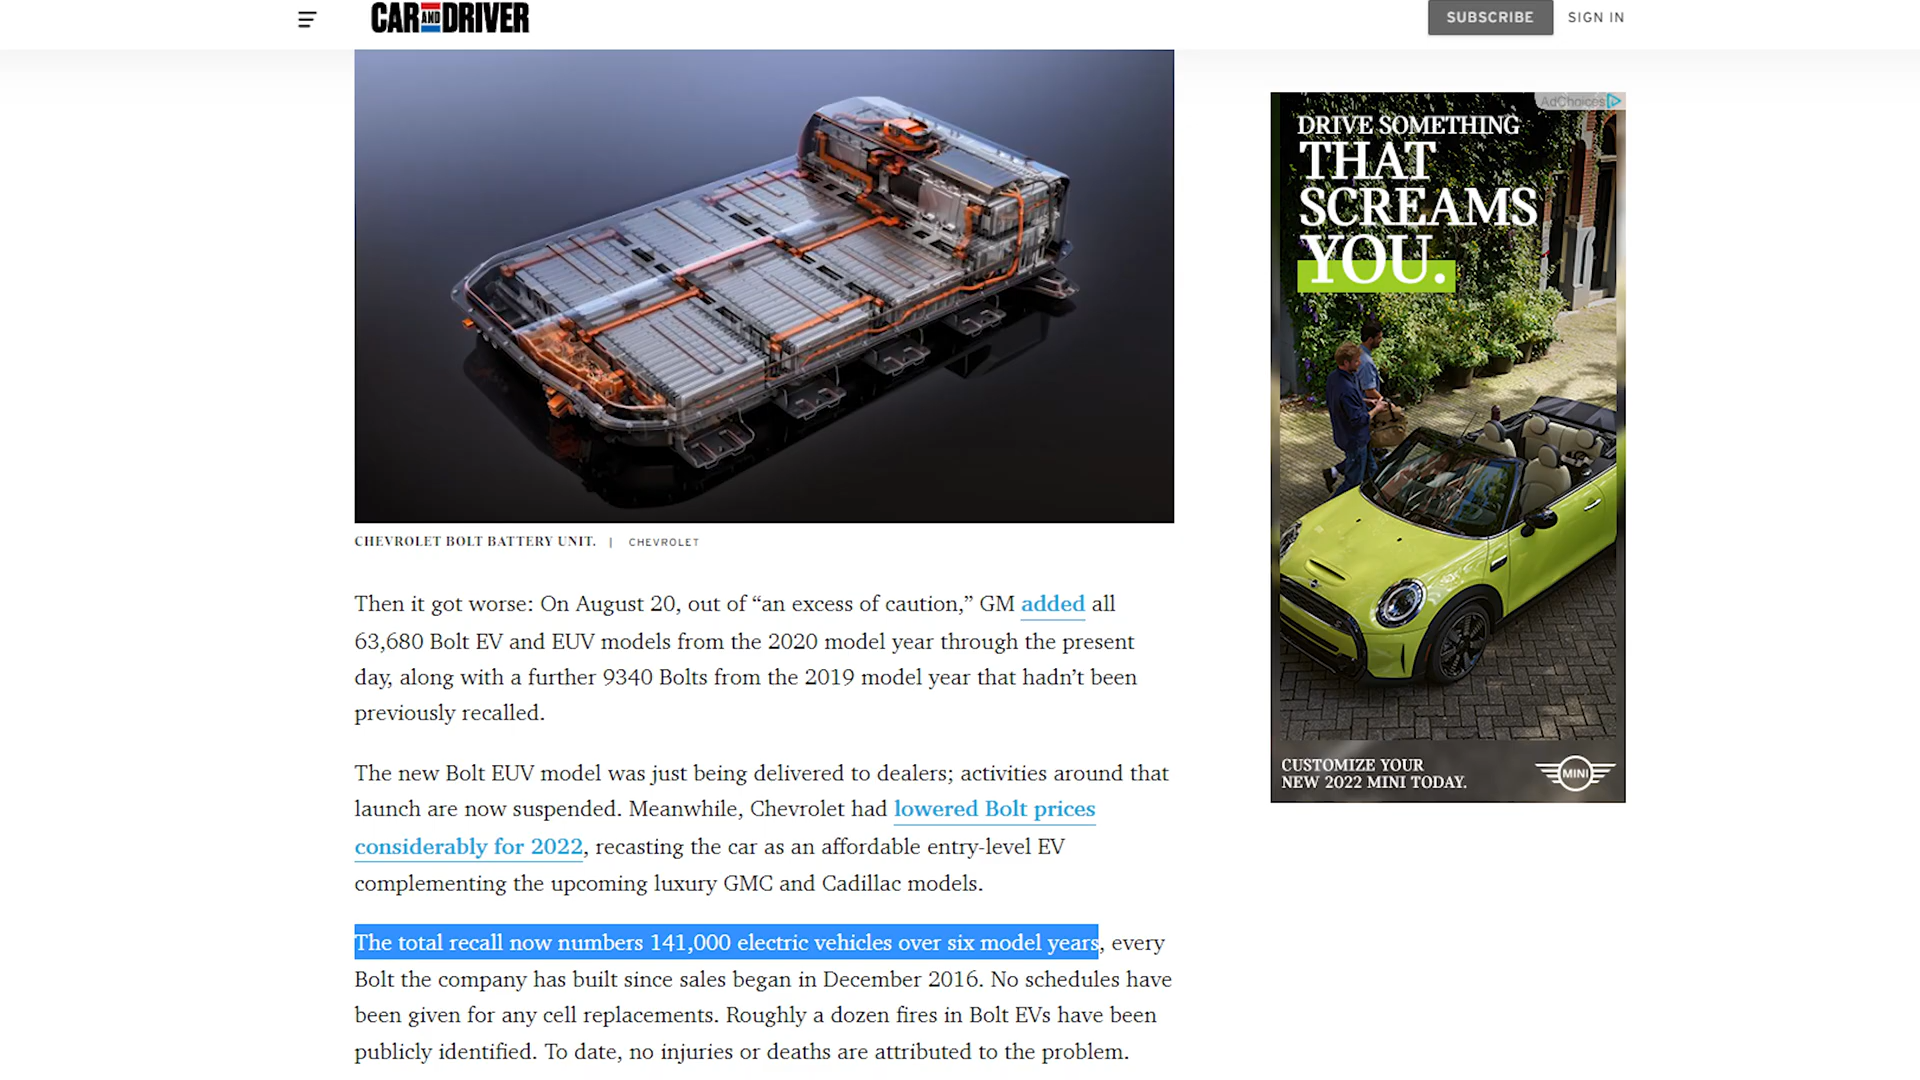 CAR AND DRIVER
SUBSCRIBE
SIGN IN
CHEVROLET BOLT BATTERY UNIT. | CHEVROLET
Then it got worse: On August 20, out of “an excess of caution,” GM added all
63,680 Bolt EV and EUV models from the 2020 model year through the present
day, along with a further 9340 Bolts from the 2019 model year that hadn’t been
previously recalled.
The new Bolt EUV model was just being delivered to dealers; activities around that
launch are now suspended. Meanwhile, Chevrolet had lowered Bolt prices
considerably for 2022, recasting the car as an affordable entry-level EV
complementing the upcoming luxury GMC and Cadillac models.
The total recall now numbers 141,000 electric vehicles over six model years, every
Bolt the company has built since sales began in December 2016. No schedules have
been given for any cell replacements. Roughly a dozen fires in Bolt EVs have been
publicly identified. To date, no injuries or deaths are attributed to the problem.
AdChoices
DRIVE SOMETHING
THAT
SCREAMS
YOU.
CUSTOMIZE YOUR
NEW 2022 MINI TODAY.
MINI